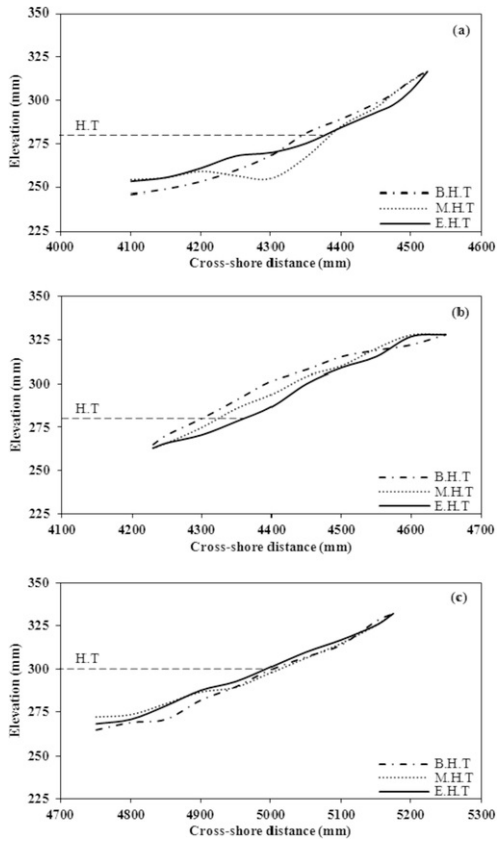 350
(a)
325
300
H.T
275
250
B.H.T
M.H.T
E.H.T
225
4000 4100 4200 4300 4400 4500 4600
Cross-shore distance (mm)
Elevation (mm)
350
(b)
325
300
H.T
275
250
B.H.T
M.H.T
E.H.T
225
4100 4200 4300 4400 4500 4600 4700
Cross-shore distance (mm)
Elevation (mm)
350
(c)
325
H.T
300
275
250
B.H.T
M.H.T
E.H.T
225
4700 4800 4900 5000 5100 5200 5300
Cross-shore distance (mm)
Elevation (mm)